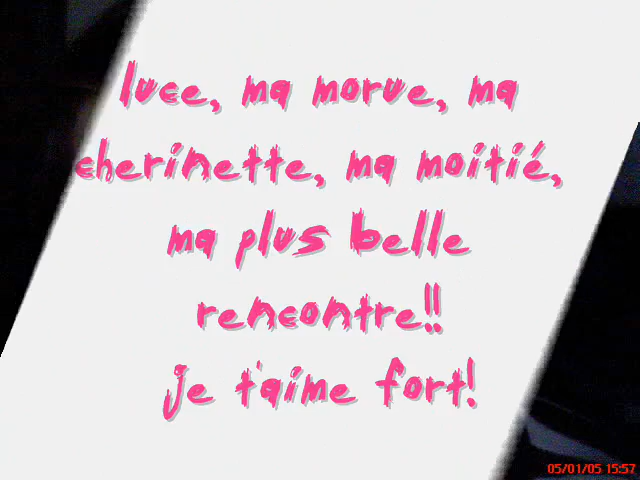 luce, ma morue, ma
cherinette, ma moitié,
ma plus belle
rencontre!!
je t'aime fort!
05/01/05 15:57